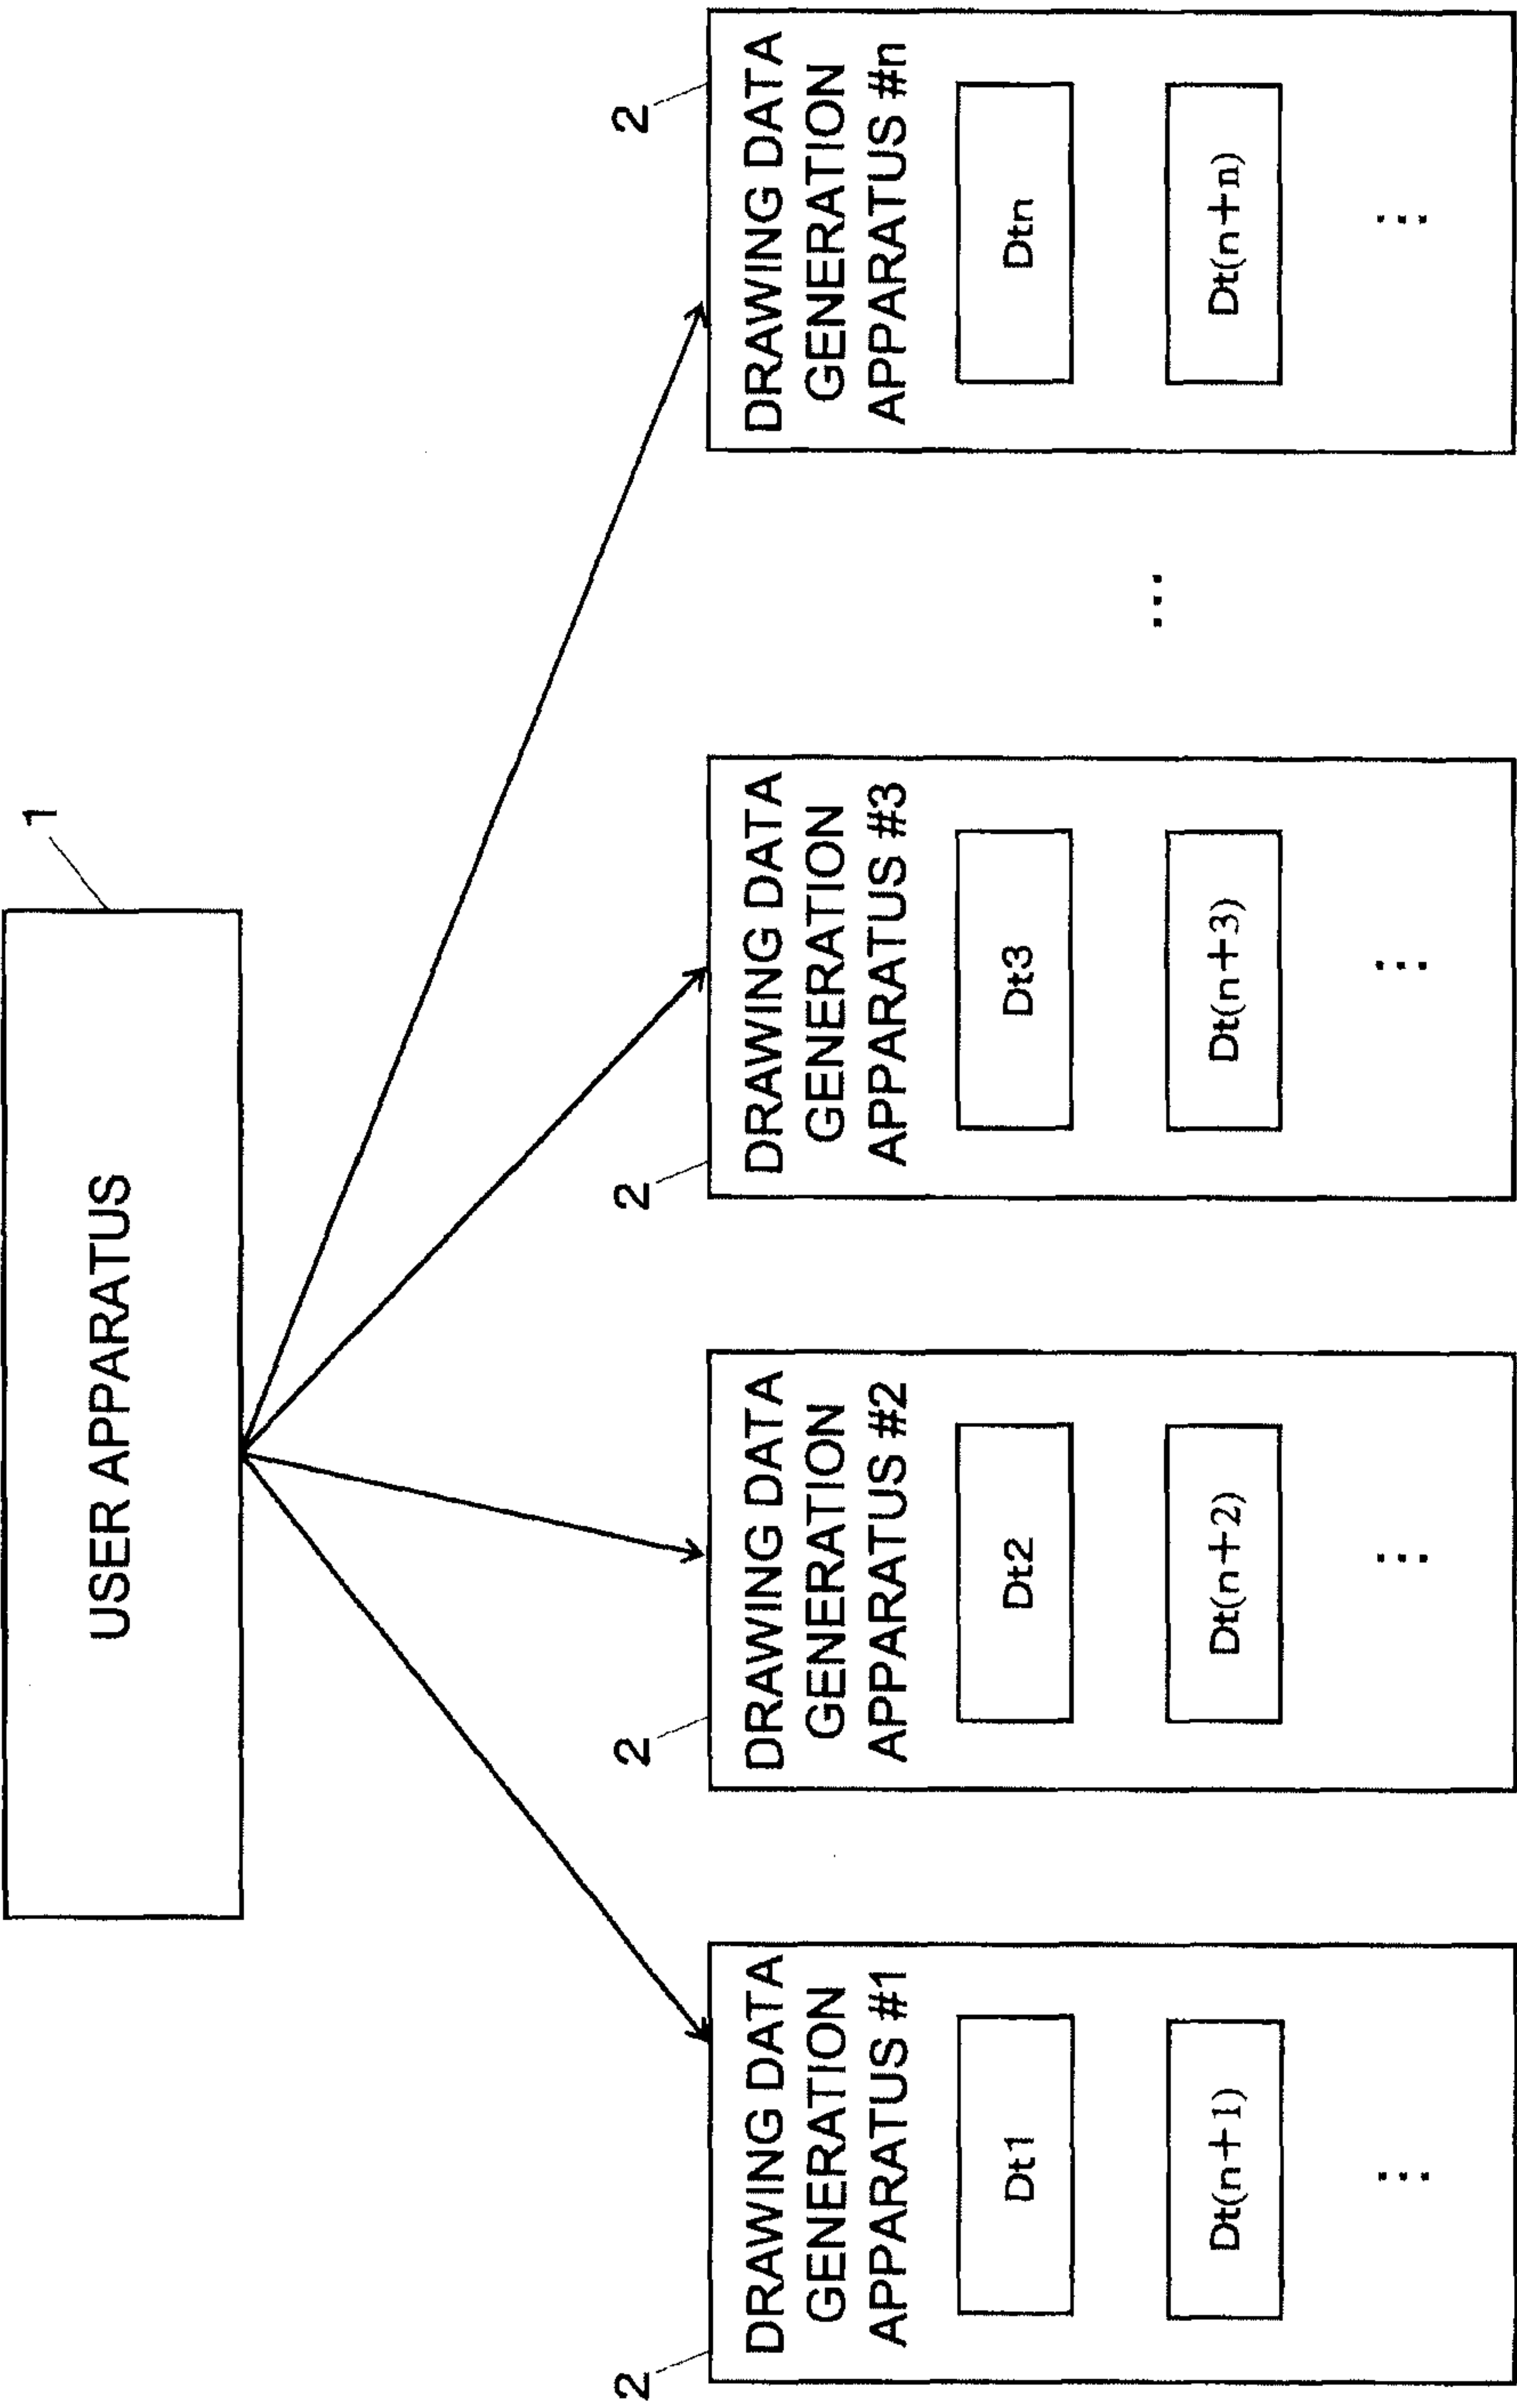 1
USER APPARATUS
2
DRAWING DATA
GENERATION
APPARATUS #1
Dt1
Dt(n+1)
⋮
2
DRAWING DATA
GENERATION
APPARATUS #2
Dt2
Dt(n+2)
⋮
2
DRAWING DATA
GENERATION
APPARATUS #3
Dt3
Dt(n+3)
⋮
...
2
DRAWING DATA
GENERATION
APPARATUS #n
Dtn
Dt(n+n)
⋮